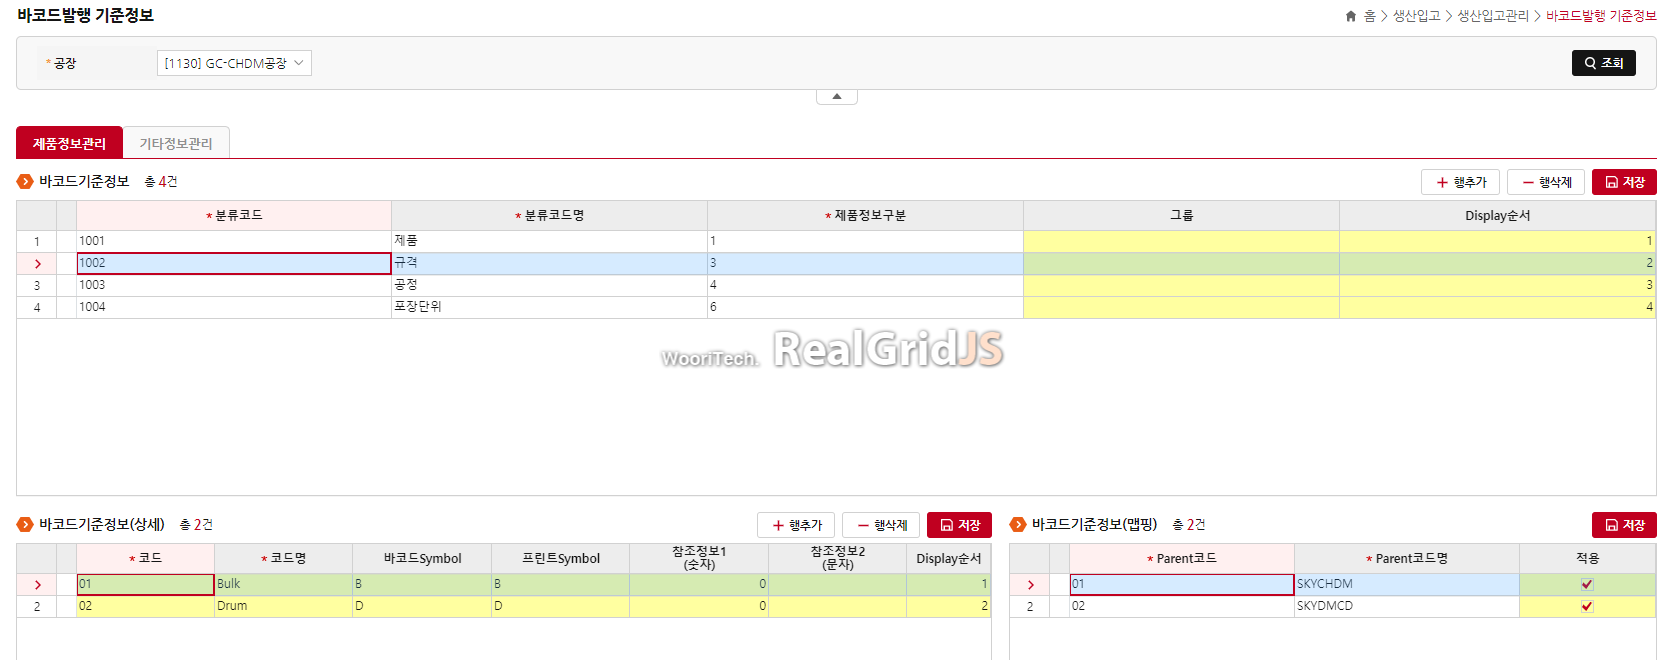 바코드발행 기준정보
홈 > 생산입고 > 생산입고관리 > 바코드발행 기준정보
* 공장 [1130] GC-CHDM공장 조회
제품정보관리 기타정보관리
바코드기준정보 총 4건 + 행추가 − 행삭제 저장
* 분류코드 * 분류코드명 * 제품정보구분 그룹 Display순서
1 1001 제품 1 1
> 1002 규격 3 2
3 1003 공정 4 3
4 1004 포장단위 6 4
WooriTech. RealGridJS
바코드기준정보(상세) 총 2건 + 행추가 − 행삭제 저장
* 코드 * 코드명 바코드Symbol 프린트Symbol 참조정보1 (숫자) 참조정보2 (문자) Display순서
> 01 Bulk B B 0 1
2 02 Drum D D 0 2
바코드기준정보(맵핑) 총 2건 저장
* Parent코드 * Parent코드명 적용
> 01 SKYCHDM
2 02 SKYDMCD